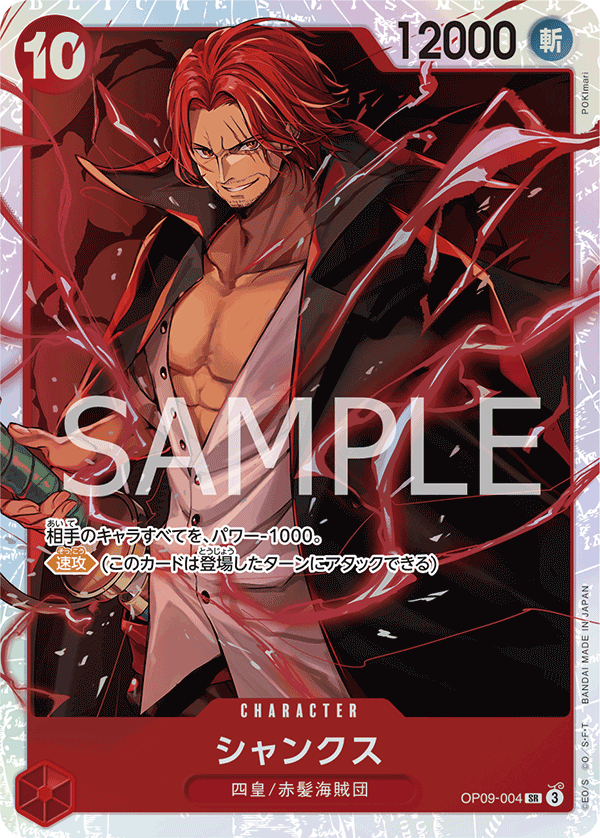 10
12000 斬
POKImari
SAMPLE
相手のキャラすべてを、パワー-1000。
速攻 (このカードは登場したターンにアタックできる)
©E.O/S ©O/S・F・T BANDAI MADE IN JAPAN
CHARACTER
シャンクス
四皇/赤髪海賊団
OP09-004 SR 3